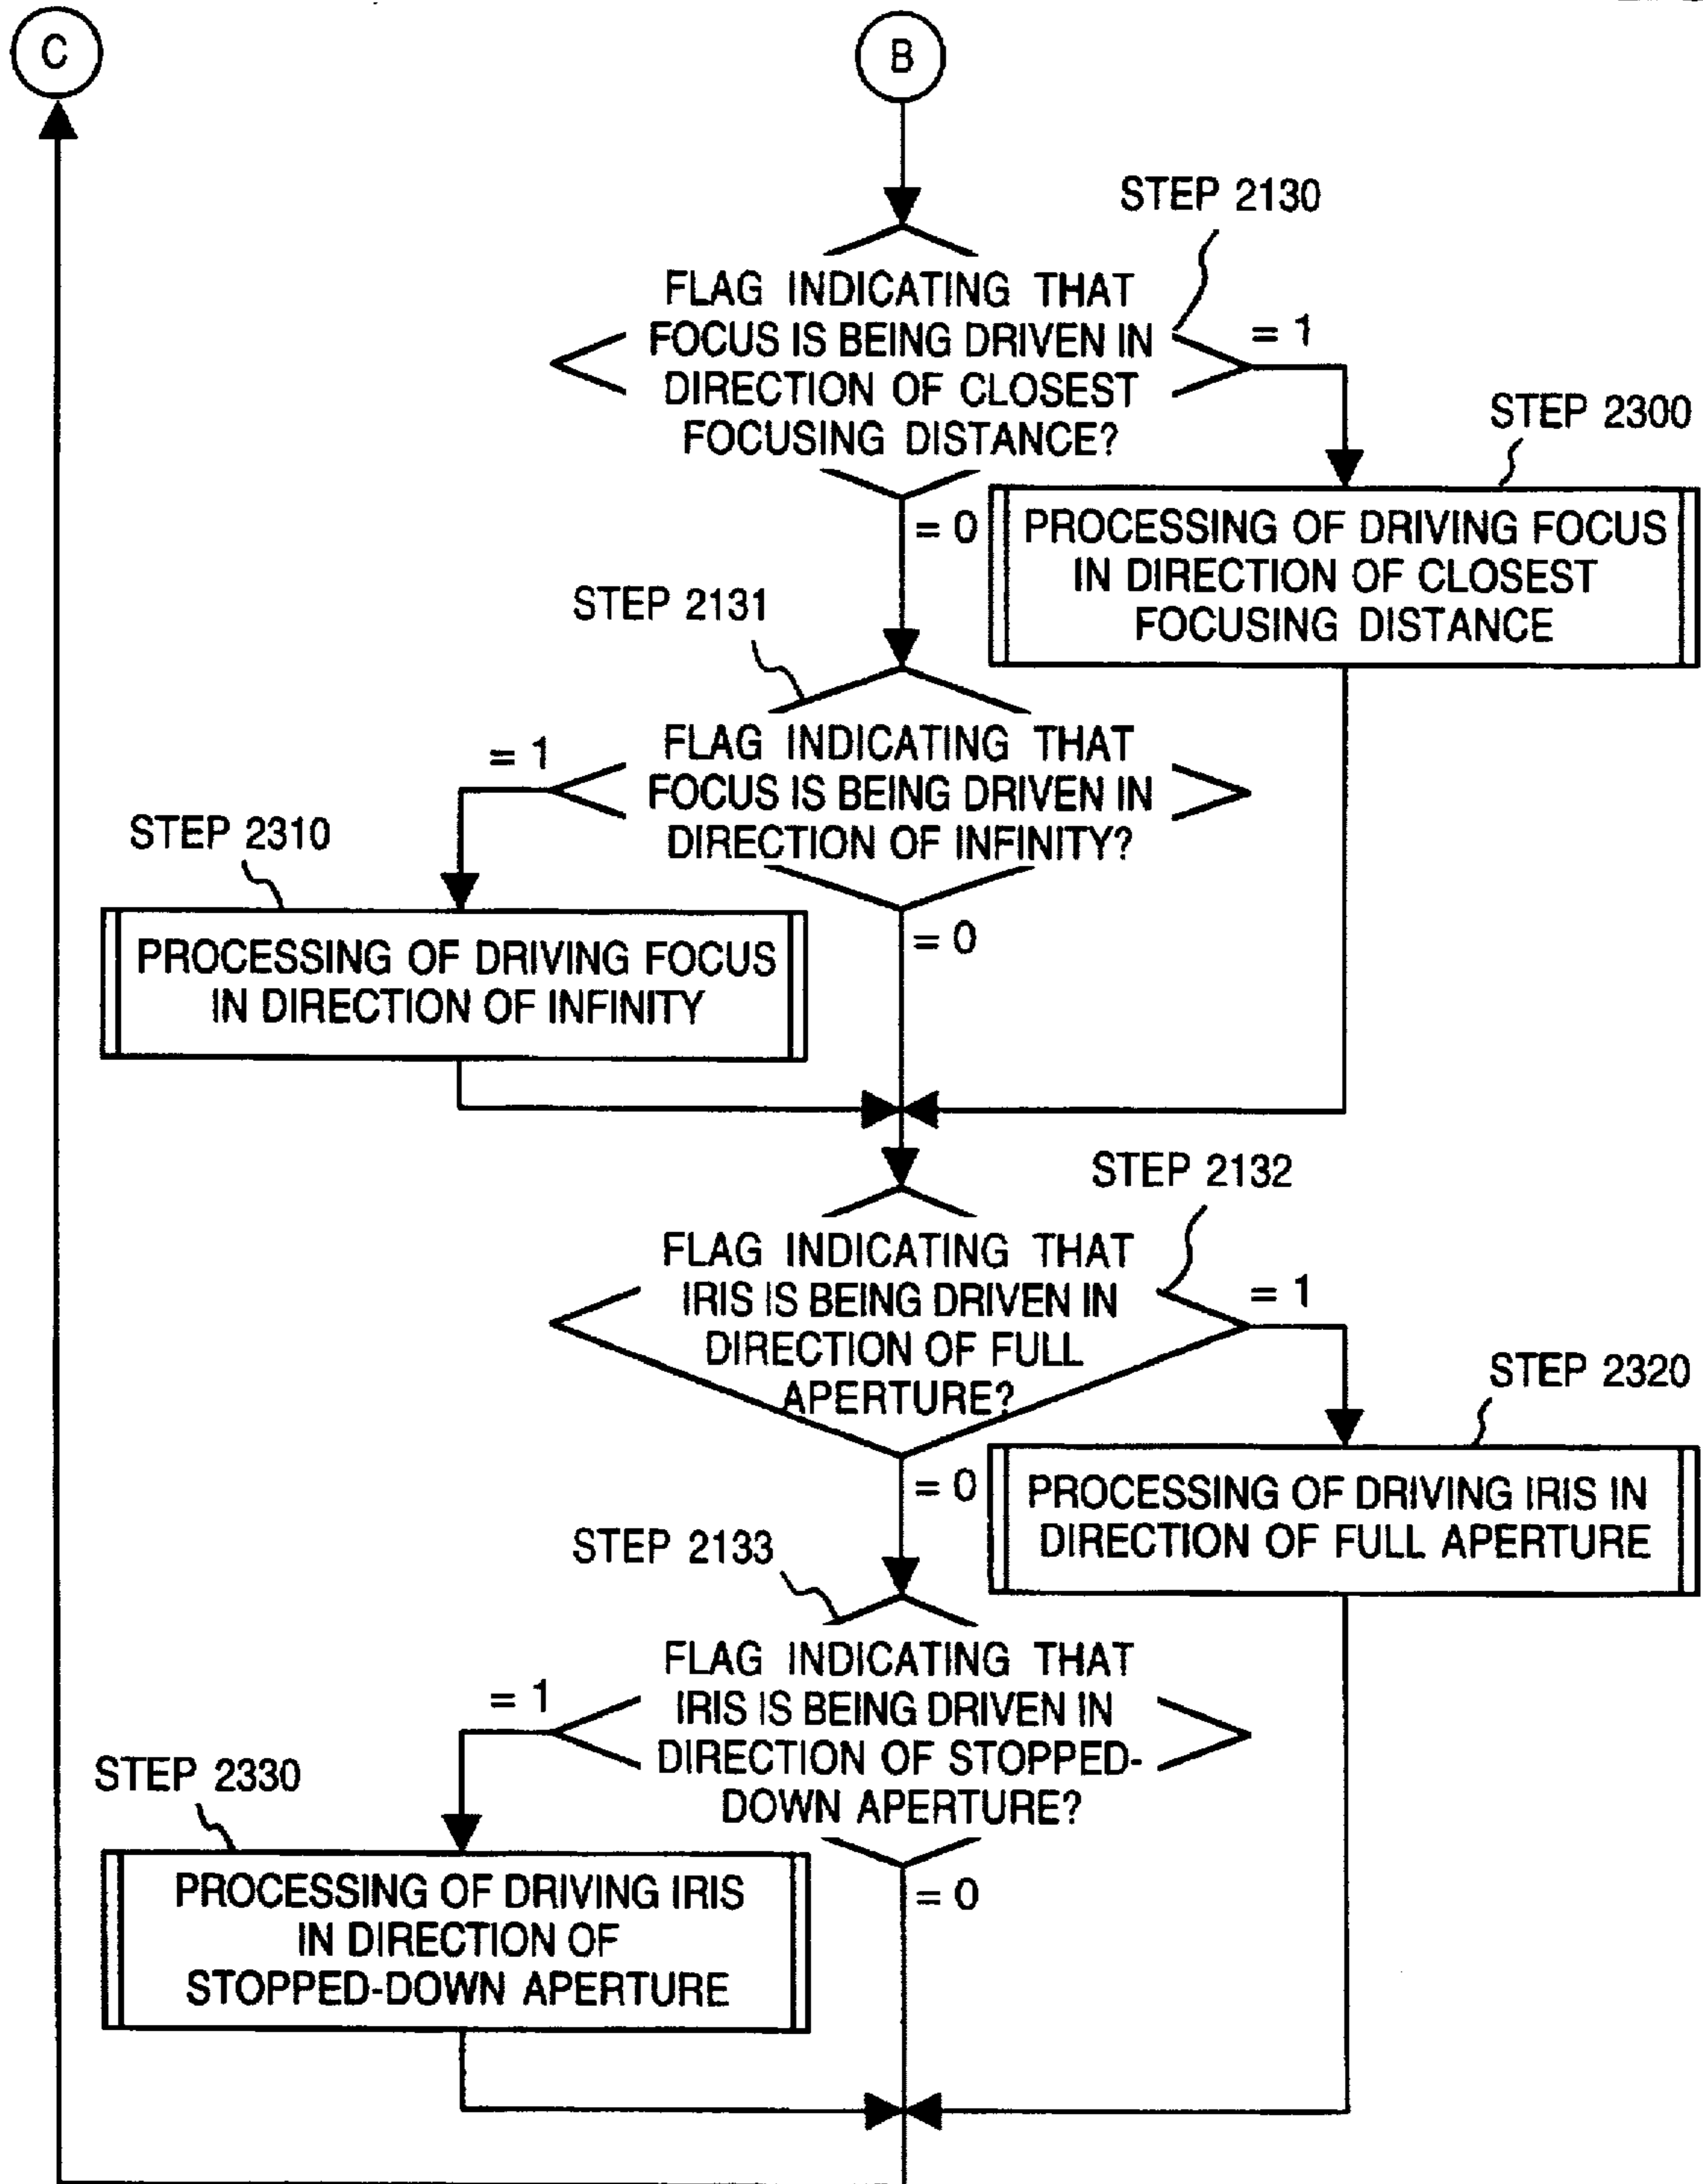 C
B
STEP 2130
FLAG INDICATING THAT
FOCUS IS BEING DRIVEN IN
DIRECTION OF CLOSEST
FOCUSING DISTANCE?
= 1
STEP 2300
= 0
PROCESSING OF DRIVING FOCUS
IN DIRECTION OF CLOSEST
FOCUSING DISTANCE
STEP 2131
FLAG INDICATING THAT
FOCUS IS BEING DRIVEN IN
DIRECTION OF INFINITY?
= 1
STEP 2310
= 0
PROCESSING OF DRIVING FOCUS
IN DIRECTION OF INFINITY
STEP 2132
FLAG INDICATING THAT
IRIS IS BEING DRIVEN IN
DIRECTION OF FULL
APERTURE?
= 1
STEP 2320
= 0
PROCESSING OF DRIVING IRIS IN
DIRECTION OF FULL APERTURE
STEP 2133
FLAG INDICATING THAT
IRIS IS BEING DRIVEN IN
DIRECTION OF STOPPED-
DOWN APERTURE?
= 1
STEP 2330
= 0
PROCESSING OF DRIVING IRIS
IN DIRECTION OF
STOPPED-DOWN APERTURE